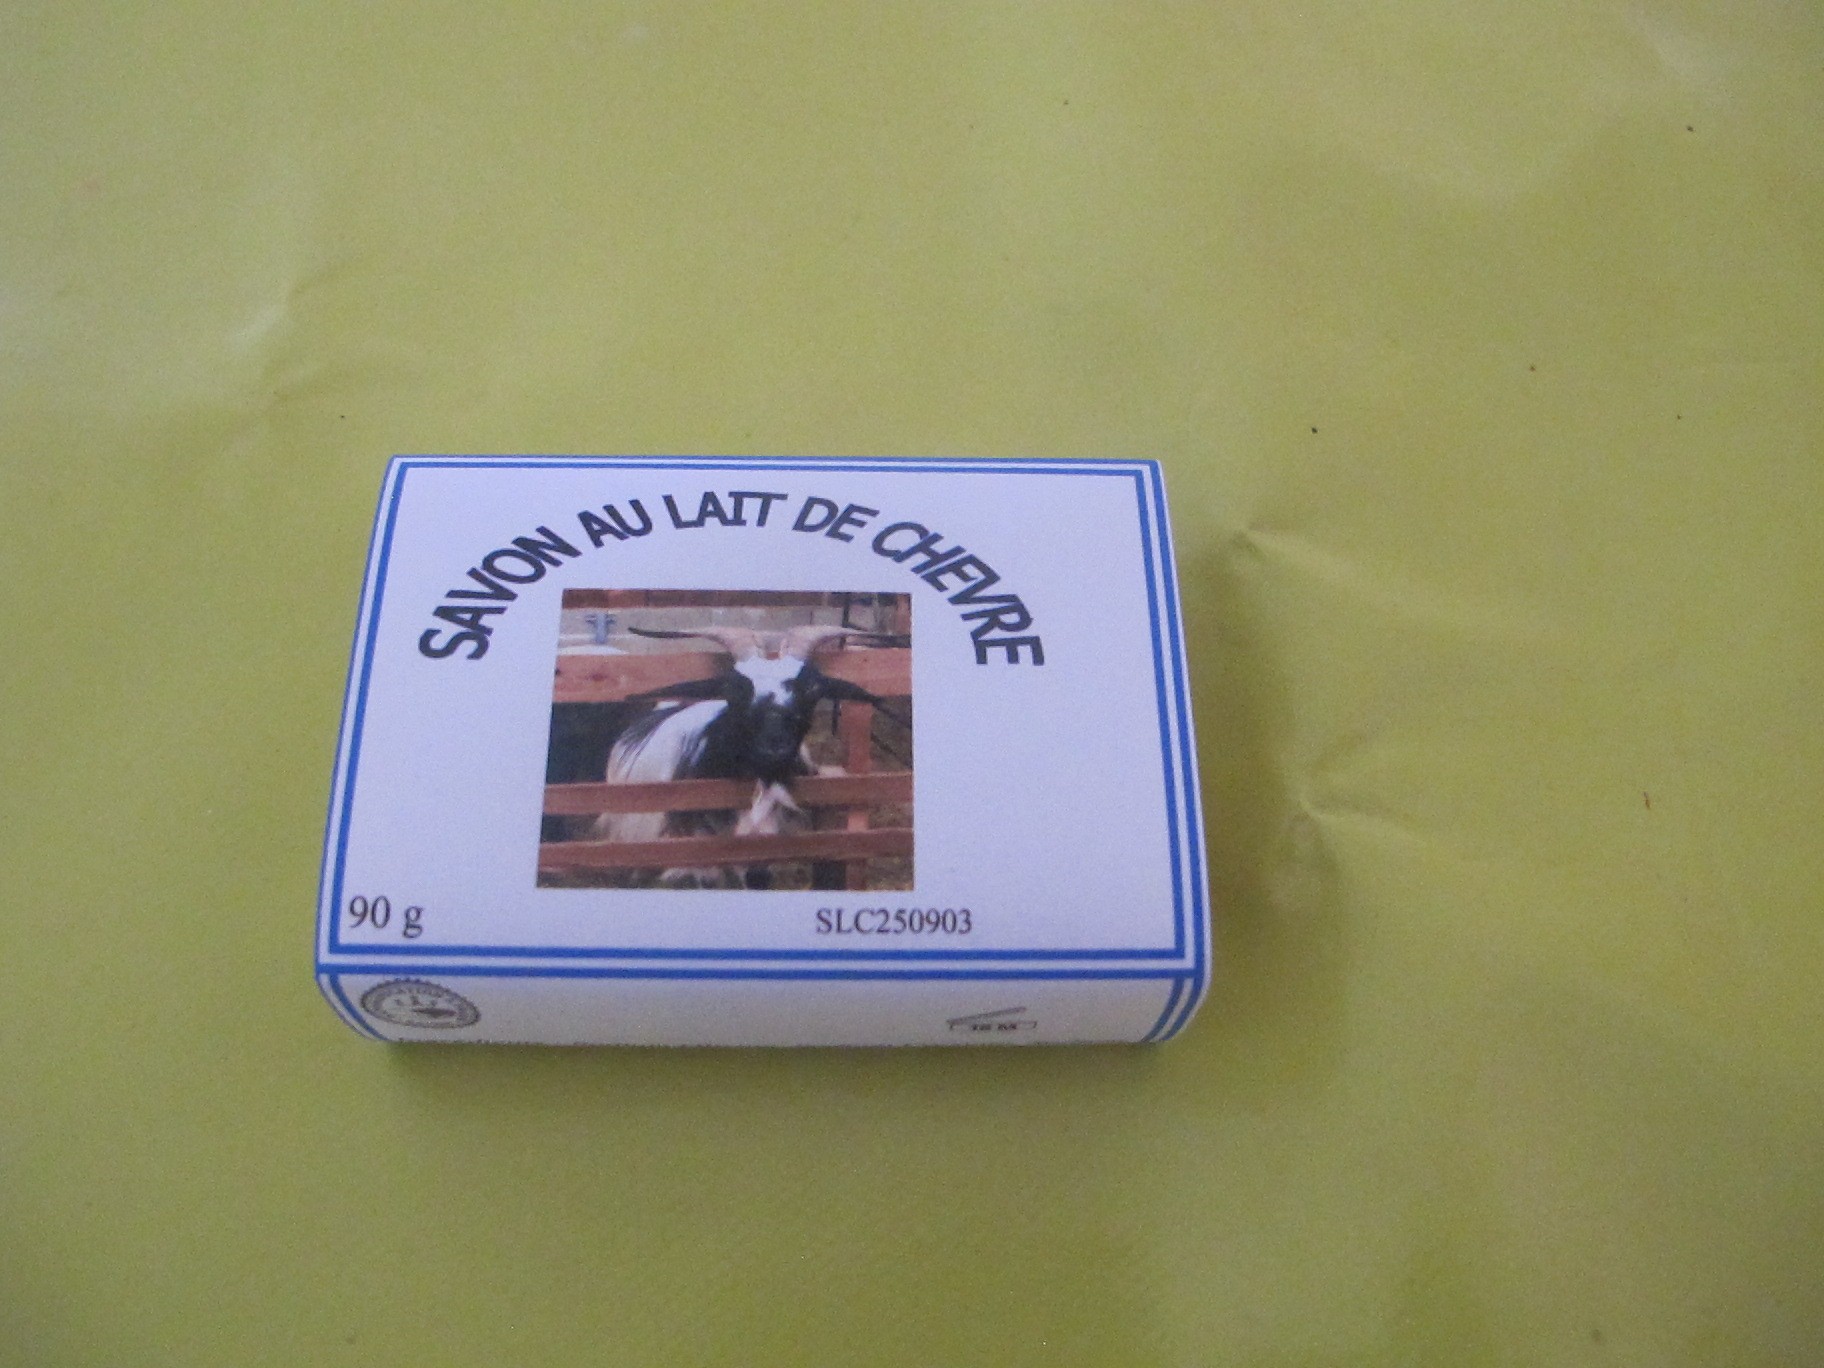 SAVON AU LAIT DE CHEVRE
90 g
SLC250903